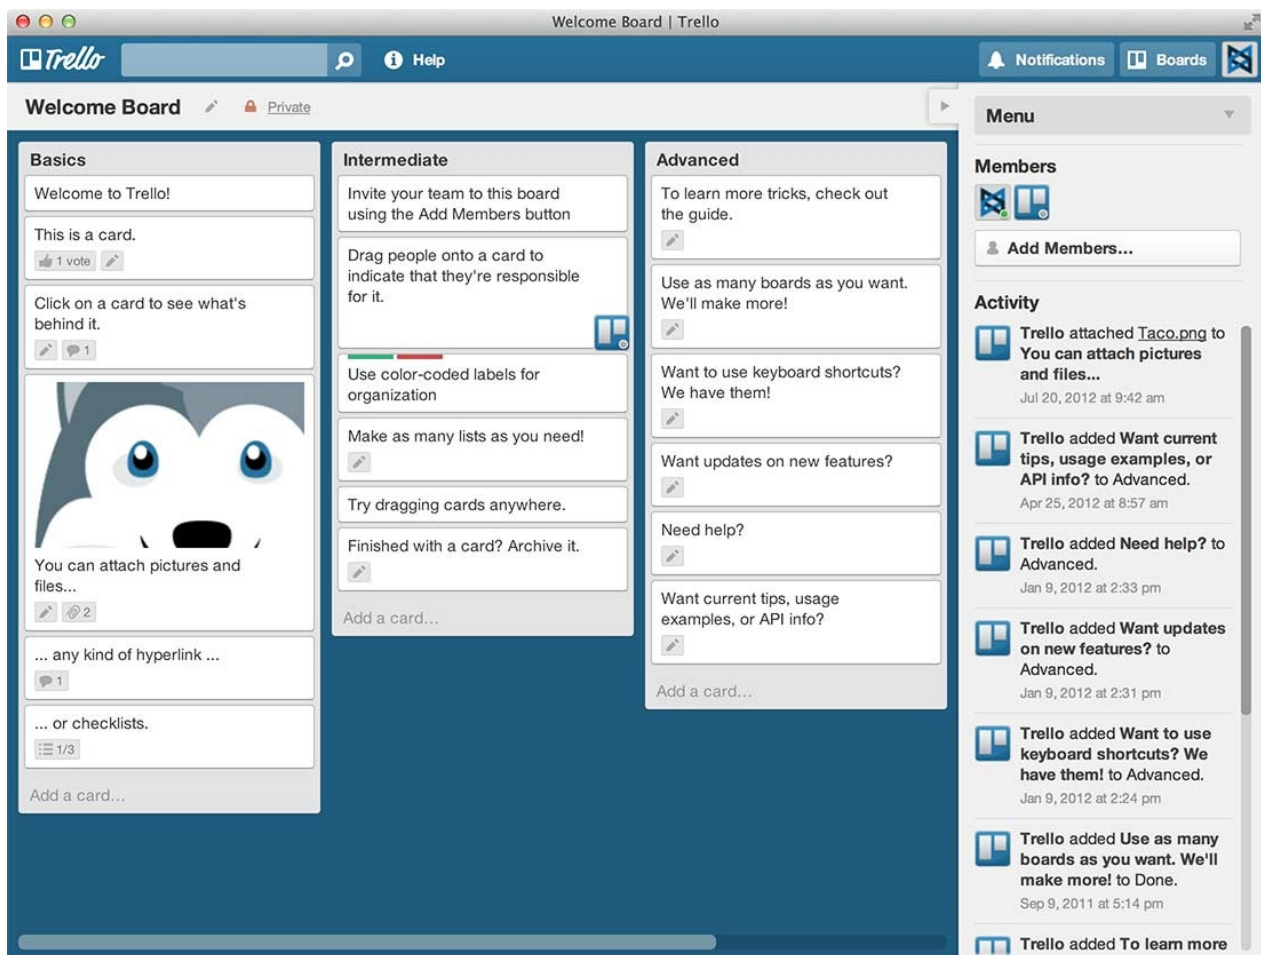 Welcome Board | Trello
Trello
Help
Notifications
Boards
Welcome Board
Private
Basics
Welcome to Trello!
This is a card.
1 vote
Click on a card to see what's
behind it.
1
You can attach pictures and
files...
2
... any kind of hyperlink ...
1
... or checklists.
1/3
Add a card...
Intermediate
Invite your team to this board
using the Add Members button
Drag people onto a card to
indicate that they're responsible
for it.
Use color-coded labels for
organization
Make as many lists as you need!
Try dragging cards anywhere.
Finished with a card? Archive it.
Add a card...
Advanced
To learn more tricks, check out
the guide.
Use as many boards as you want.
We'll make more!
Want to use keyboard shortcuts?
We have them!
Want updates on new features?
Need help?
Want current tips, usage
examples, or API info?
Add a card...
Menu
Members
Add Members...
Activity
Trello attached Taco.png to
You can attach pictures
and files...
Jul 20, 2012 at 9:42 am
Trello added Want current
tips, usage examples, or
API info? to Advanced.
Apr 25, 2012 at 8:57 am
Trello added Need help? to
Advanced.
Jan 9, 2012 at 2:33 pm
Trello added Want updates
on new features? to
Advanced.
Jan 9, 2012 at 2:31 pm
Trello added Want to use
keyboard shortcuts? We
have them! to Advanced.
Jan 9, 2012 at 2:24 pm
Trello added Use as many
boards as you want. We'll
make more! to Done.
Sep 9, 2011 at 5:14 pm
Trello added To learn more